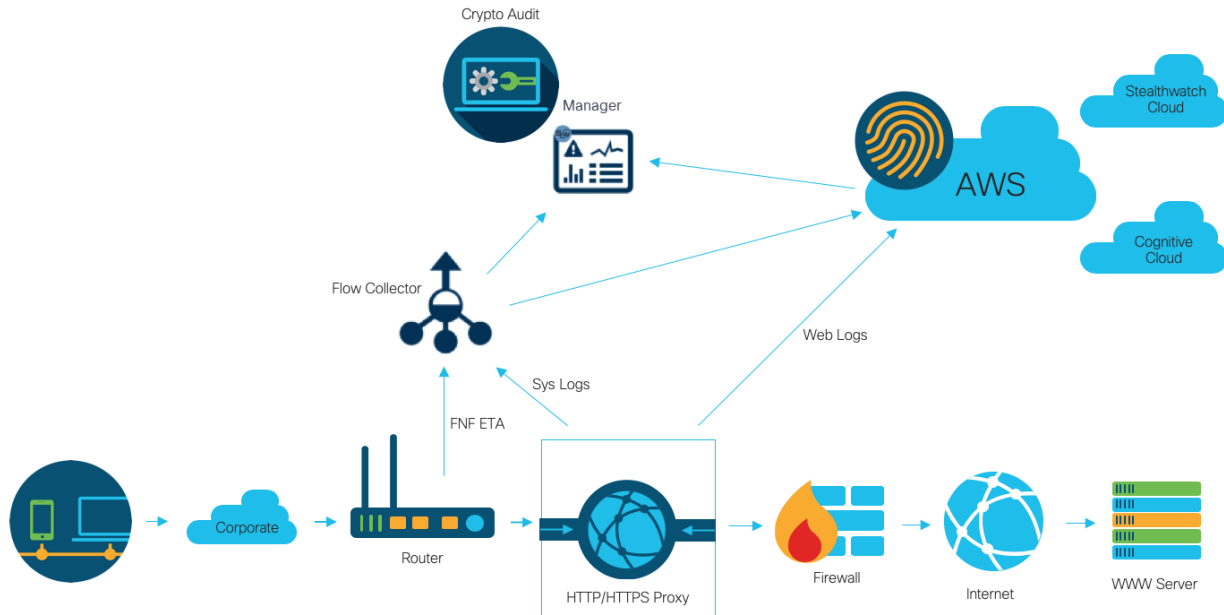 Crypto Audit
Manager
Stealthwatch
Cloud
AWS
Cognitive
Cloud
Flow Collector
Web Logs
Sys Logs
FNF ETA
Corporate
Router
HTTP/HTTPS Proxy
Firewall
Internet
WWW Server